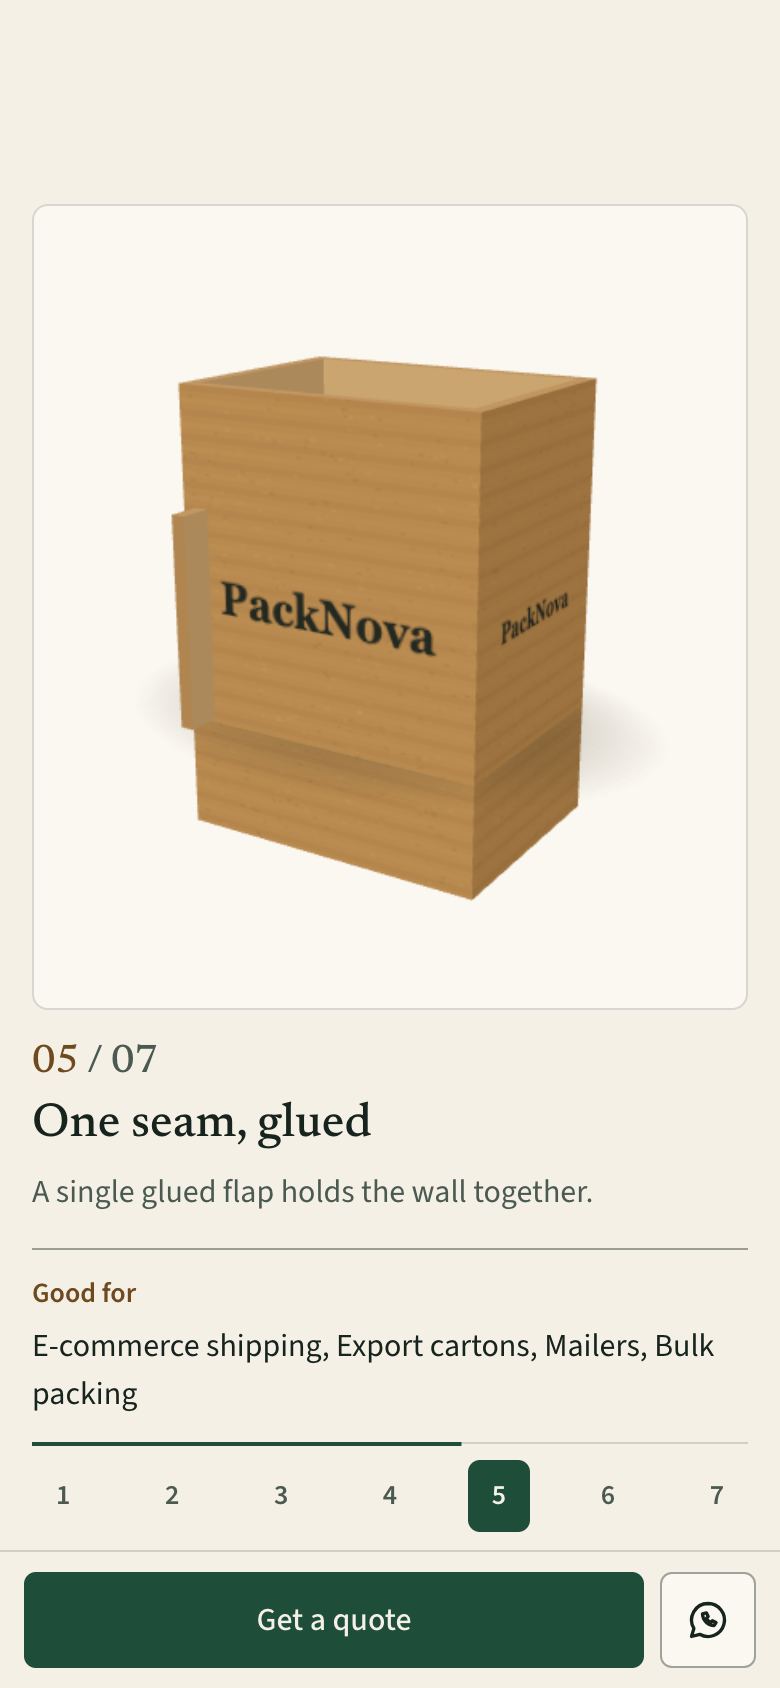 PackNova
PackNova
05 / 07
One seam, glued
A single glued flap holds the wall together.
Good for
E-commerce shipping, Export cartons, Mailers, Bulk
packing
1 2 3 4 5 6 7
Get a quote